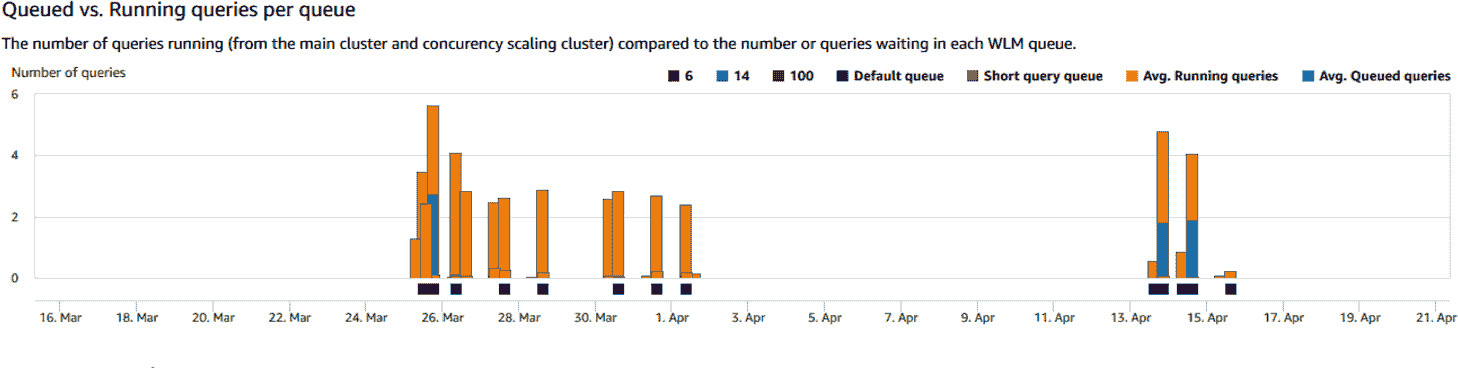 Queued vs. Running queries per queue
The number of queries running (from the main cluster and concurency scaling cluster) compared to the number or queries waiting in each WLM queue.
Number of queries
6 14 100 Default queue Short query queue Avg. Running queries Avg. Queued queries
6
4
2
0
16. Mar 18. Mar 20. Mar 22. Mar 24. Mar 26. Mar 28. Mar 30. Mar 1. Apr 3. Apr 5. Apr 7. Apr 9. Apr 11. Apr 13. Apr 15. Apr 17. Apr 19. Apr 21. Apr